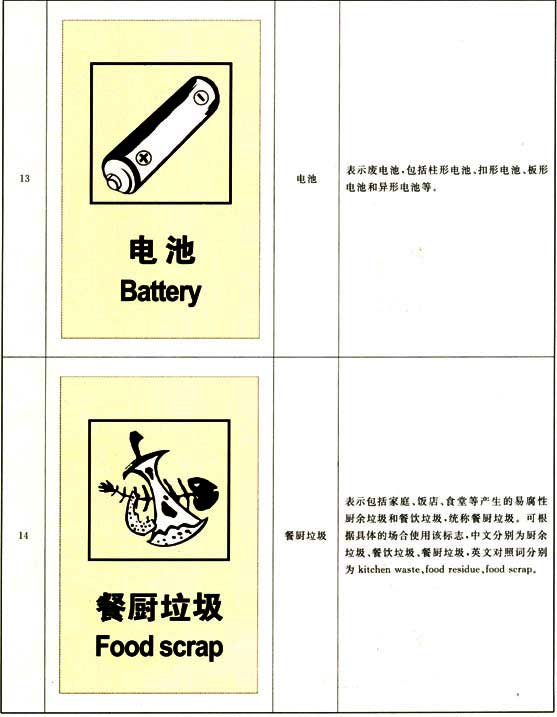 13
电池
Battery
电池
表示废电池,包括柱形电池、扣形电池、板形
电池和异形电池等。
14
餐厨垃圾
Food scrap
餐厨垃圾
表示包括家庭、饭店、食堂等产生的易腐性
厨余垃圾和餐饮垃圾,统称餐厨垃圾。可根
据具体的场合使用该标志,中文分别为厨余
垃圾、餐饮垃圾、餐厨垃圾,英文对照词分别
为 kitchen waste、food residue、food scrap。